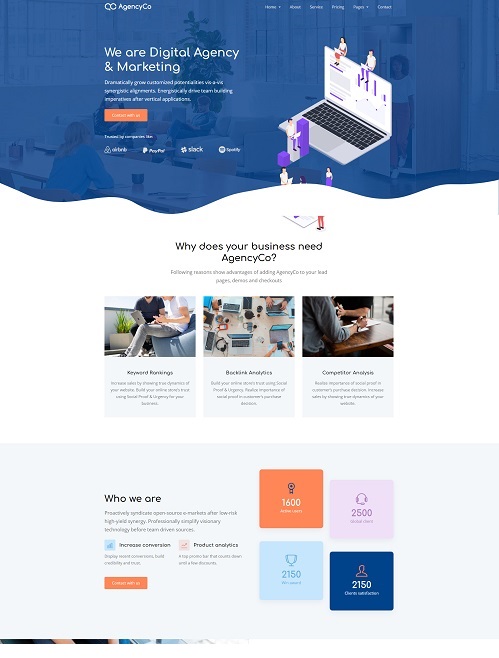 AgencyCo
Home
About
Service
Pricing
Pages
Contact
We are Digital Agency
& Marketing
Dramatically grow customized potentialities vis-a-vis
synergistic alignments. Energistically drive team building
imperatives after vertical applications.
Contact with us
Trusted by companies like:
airbnb
PayPal
slack
Spotify
Why does your business need
AgencyCo?
Following reasons show advantages of adding AgencyCo to your lead
pages, demos and checkouts
Keyword Rankings
Increase sales by showing true dynamics of
your website. Build your online store's trust
using Social Proof & Urgency for your
business.
Backlink Analytics
Build your online store's trust using Social
Proof & Urgency. Realize importance of
social proof in customer's purchase
decision.
Competitor Analysis
Realize importance of social proof in
customer's purchase decision. Increase
sales by showing true dynamics of your
website.
Who we are
Proactively syndicate open-source e-markets after low-risk
high-yield synergy. Professionally simplify visionary
technology before team driven sources.
Increase conversion
Display recent conversions, build
credibility and trust.
Product analytics
A top promo bar that counts down
until a few discounts.
Contact with us
1600
Active users
2500
Global client
2150
Win award
2150
Clients satisfaction